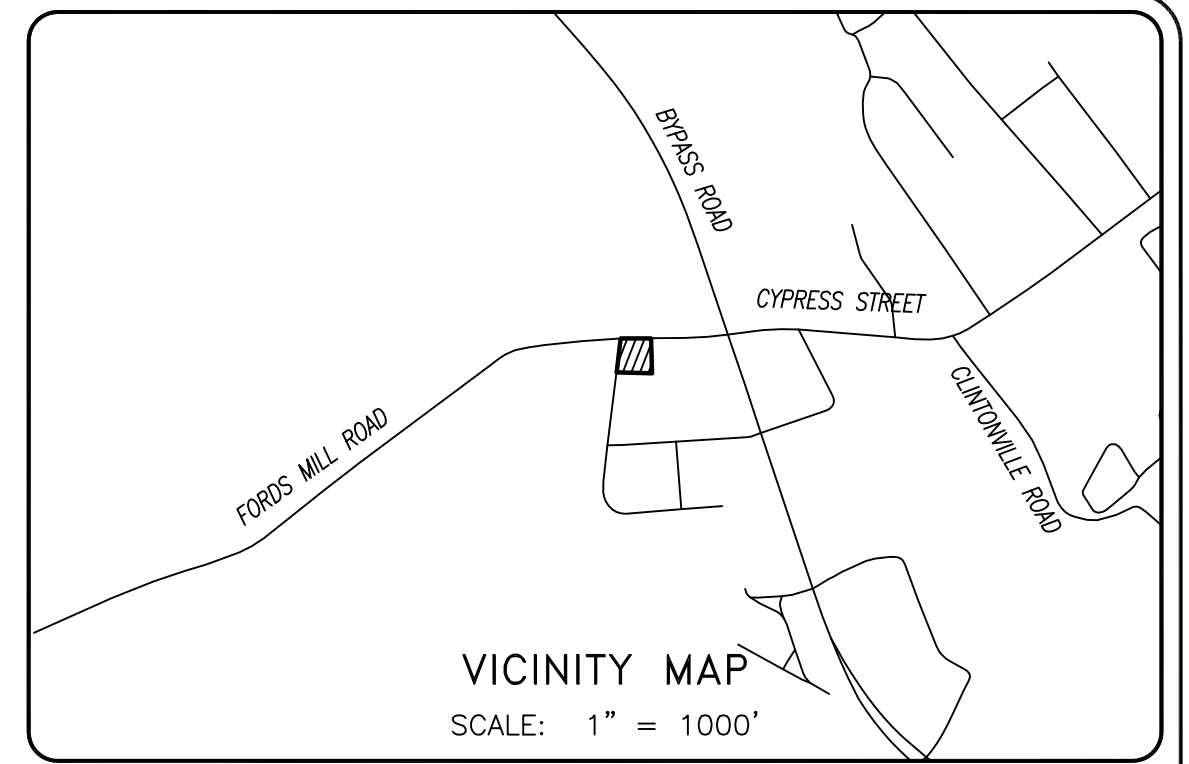 BYPASS ROAD
CYPRESS STREET
CLINTONVILLE ROAD
FORDS MILL ROAD
VICINITY MAP
SCALE: 1" = 1000'